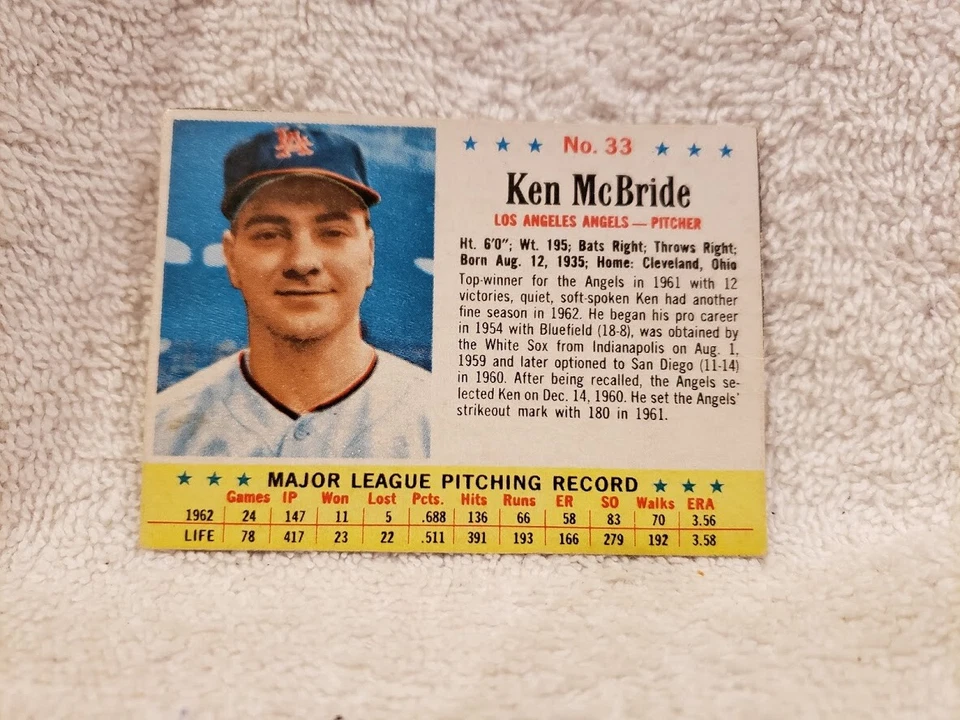 LA
★ ★ ★ No. 33 ★ ★ ★
Ken McBride
LOS ANGELES ANGELS — PITCHER
Ht. 6'0"; Wt. 195; Bats Right; Throws Right;
Born Aug. 12, 1935; Home: Cleveland, Ohio
Top-winner for the Angels in 1961 with 12
victories, quiet, soft-spoken Ken had another
fine season in 1962. He began his pro career
in 1954 with Bluefield (18-8), was obtained by
the White Sox from Indianapolis on Aug. 1,
1959 and later optioned to San Diego (11-14)
in 1960. After being recalled, the Angels se-
lected Ken on Dec. 14, 1960. He set the Angels'
strikeout mark with 180 in 1961.
★ ★ ★ MAJOR LEAGUE PITCHING RECORD ★ ★ ★
Games IP Won Lost Pcts. Hits Runs ER SO Walks ERA
1962 24 147 11 5 .688 136 66 58 83 70 3.56
LIFE 78 417 23 22 .511 391 193 166 279 192 3.58